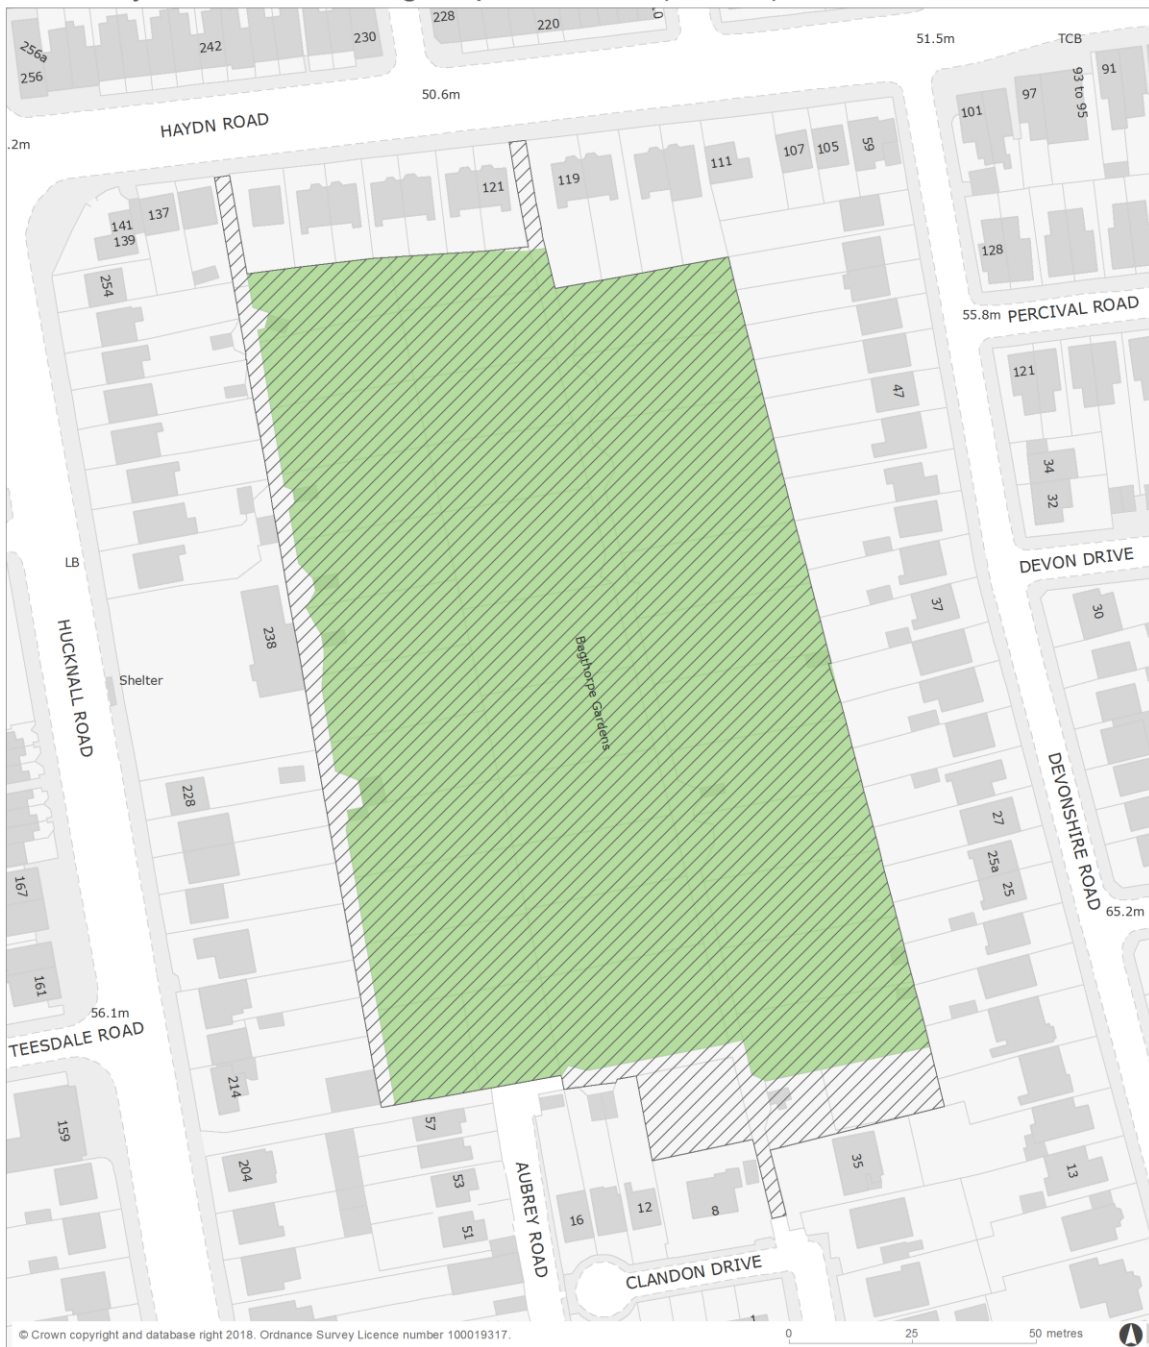 228
220
256a
256
242
230
51.5m
TCB
91
93 to 95
97
101
50.6m
HAYDN ROAD
.2m
59
107
105
111
119
121
137
141
139
128
254
55.8m
PERCIVAL ROAD
121
47
34
32
LB
DEVON DRIVE
37
30
238
HUCKNALL ROAD
Shelter
Bagthorpe Gardens
228
DEVONSHIRE ROAD
27
25a
25
167
65.2m
161
56.1m
TEESDALE ROAD
214
57
159
204
53
35
13
AUBREY ROAD
16
12
8
51
CLANDON DRIVE
1
© Crown copyright and database right 2018. Ordnance Survey Licence number 100019317.
0
25
50 metres